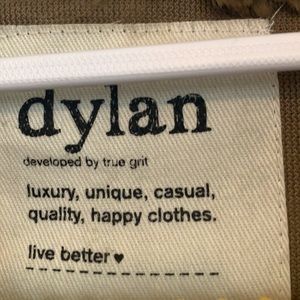 dylan
developed by true grit
luxury, unique, casual,
quality, happy clothes.
live better♥